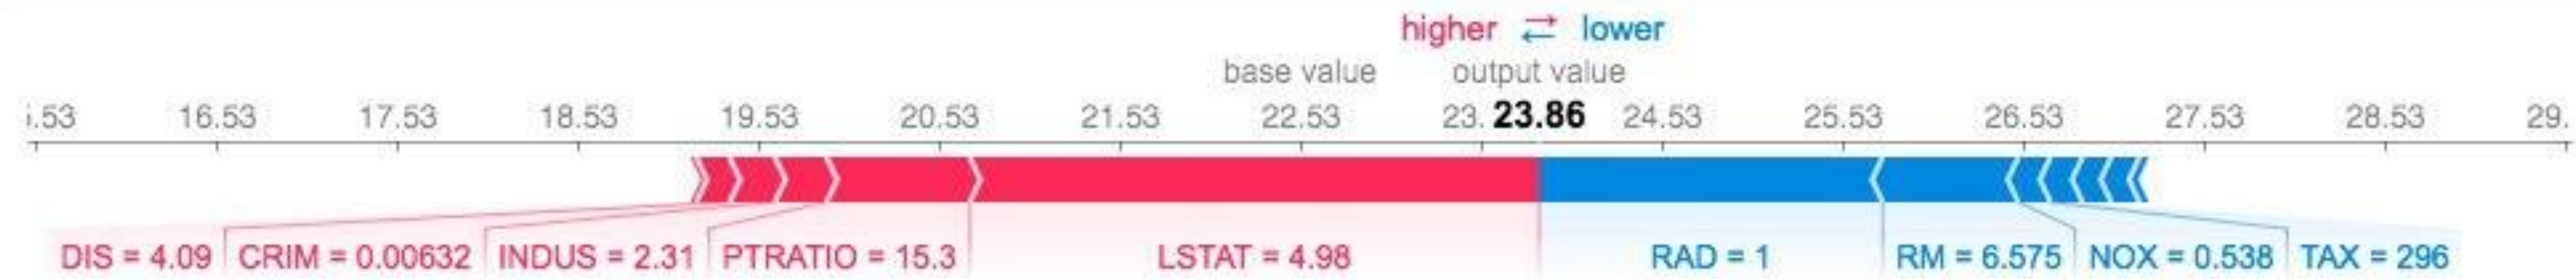 higher ⇄ lower
base value output value
.53 16.53 17.53 18.53 19.53 20.53 21.53 22.53 23. 23.86 24.53 25.53 26.53 27.53 28.53 29.
DIS = 4.09 CRIM = 0.00632 INDUS = 2.31 PTRATIO = 15.3 LSTAT = 4.98 RAD = 1 RM = 6.575 NOX = 0.538 TAX = 296